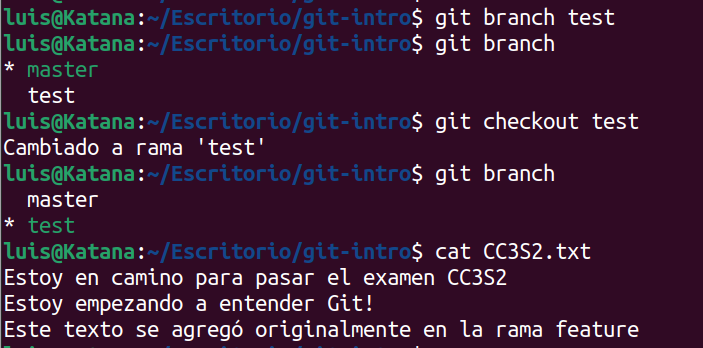 luis@Katana:~/Escritorio/git-intro$ git branch test
luis@Katana:~/Escritorio/git-intro$ git branch
* master
  test
luis@Katana:~/Escritorio/git-intro$ git checkout test
Cambiado a rama 'test'
luis@Katana:~/Escritorio/git-intro$ git branch
  master
* test
luis@Katana:~/Escritorio/git-intro$ cat CC3S2.txt
Estoy en camino para pasar el examen CC3S2
Estoy empezando a entender Git!
Este texto se agregó originalmente en la rama feature